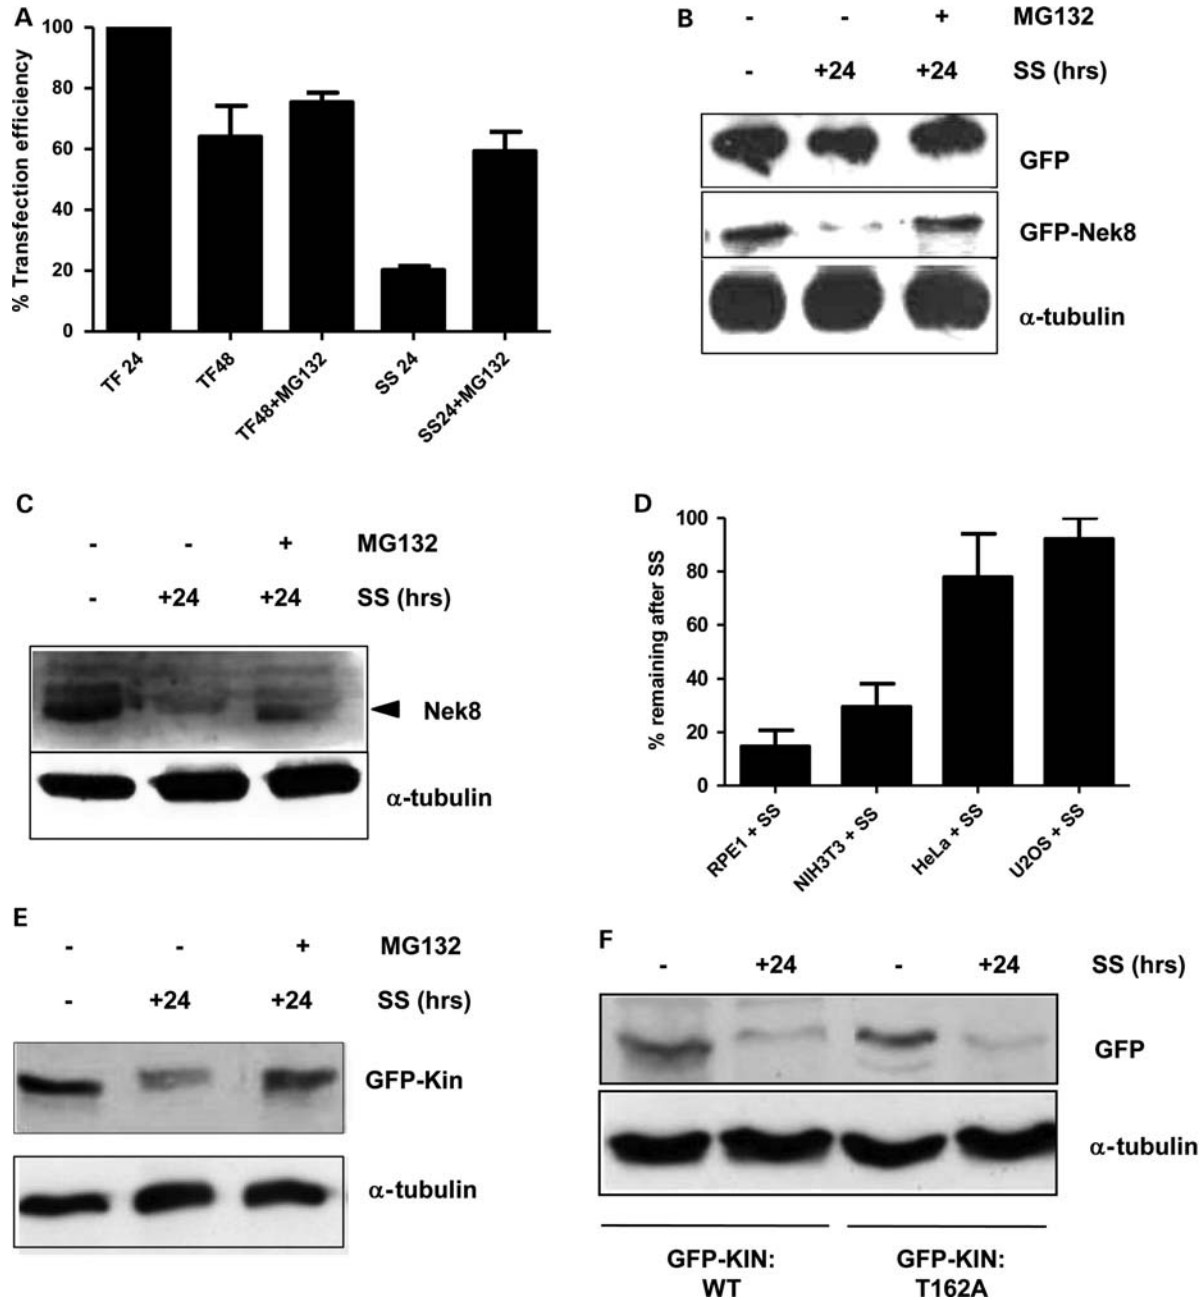 A
% Transfection efficiency
100
80
60
40
20
0
TF 24
TF48
TF48+MG132
SS 24
SS24+MG132
B
- - + MG132
- +24 +24 SS (hrs)
GFP
GFP-Nek8
α-tubulin
C
- - + MG132
- +24 +24 SS (hrs)
Nek8
α-tubulin
D
% remaining after SS
100
80
60
40
20
0
RPE1 + SS
NIH3T3 + SS
HeLa + SS
U2OS + SS
E
- - + MG132
- +24 +24 SS (hrs)
GFP-Kin
α-tubulin
F
- +24 - +24 SS (hrs)
GFP
α-tubulin
GFP-KIN: GFP-KIN:
WT T162A